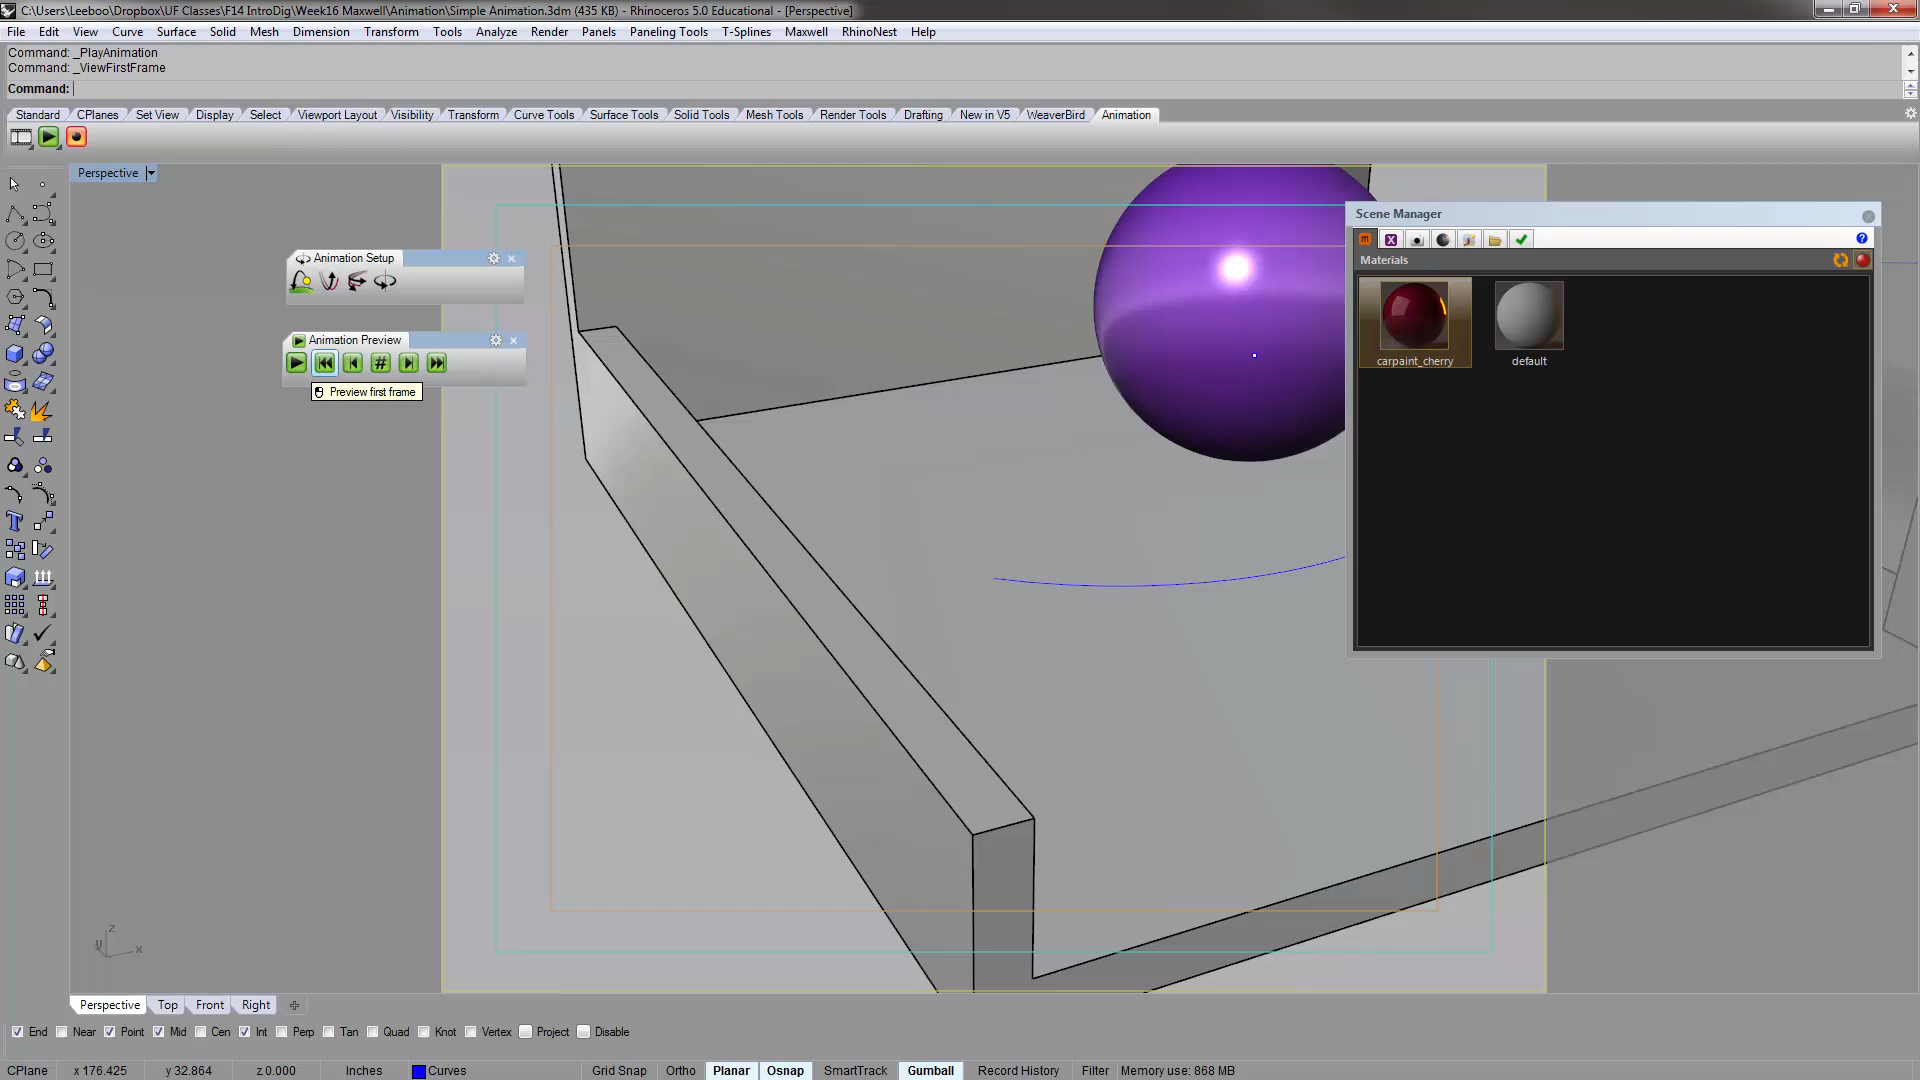 C:\Users\Leeboo\Dropbox\UF Classes\F14 IntroDig\Week16 Maxwell\Animation\Simple Animation.3dm (435 KB) - Rhinoceros 5.0 Educational - [Perspective]
File Edit View Curve Surface Solid Mesh Dimension Transform Tools Analyze Render Panels Paneling Tools T-Splines Maxwell RhinoNest Help
Command: _PlayAnimation
Command: _ViewFirstFrame
Command:
Standard CPlanes Set View Display Select Viewport Layout Visibility Transform Curve Tools Surface Tools Solid Tools Mesh Tools Render Tools Drafting New in V5 WeaverBird Animation
Perspective
Scene Manager
Animation Setup
Materials
Animation Preview
#
carpaint_cherry default
Preview first frame
z
y x
Perspective Top Front Right
End Near Point Mid Cen Int Perp Tan Quad Knot Vertex Project Disable
CPlane x 176.425 y 32.864 z 0.000 Inches Curves Grid Snap Ortho Planar Osnap SmartTrack Gumball Record History Filter Memory use: 868 MB